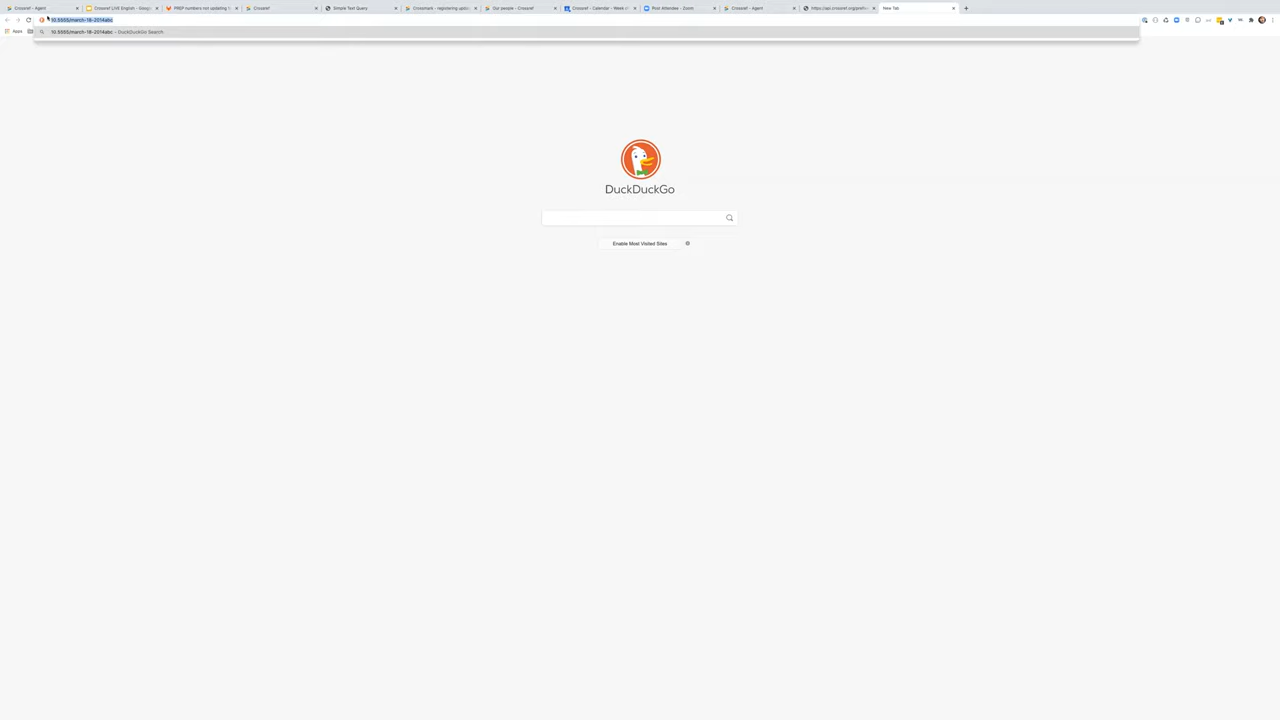 Crossref - Agent
Crossref LIVE English - Googl
PREP numbers not updating t
Crossref
Simple Text Query
Crossmark - registering upda
Our people - Crossref
Crossref - Calendar - Week o
Post Attendee - Zoom
Crossref - Agent
https://api.crossref.org/prefi
New Tab
10.5555/march-18-2014abc
10.5555/march-18-2014abc - DuckDuckGo Search
Apps
DuckDuckGo
Enable Most Visited Sites